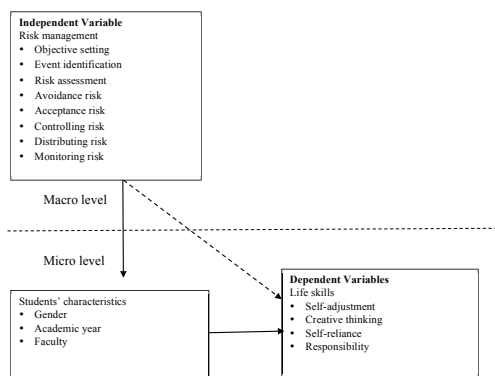 Independent Variable
Risk management
• Objective setting
• Event identification
• Risk assessment
• Avoidance risk
• Acceptance risk
• Controlling risk
• Distributing risk
• Monitoring risk
Macro level
Micro level
Students’ characteristics
• Gender
• Academic year
• Faculty
Dependent Variables
Life skills
• Self-adjustment
• Creative thinking
• Self-reliance
• Responsibility